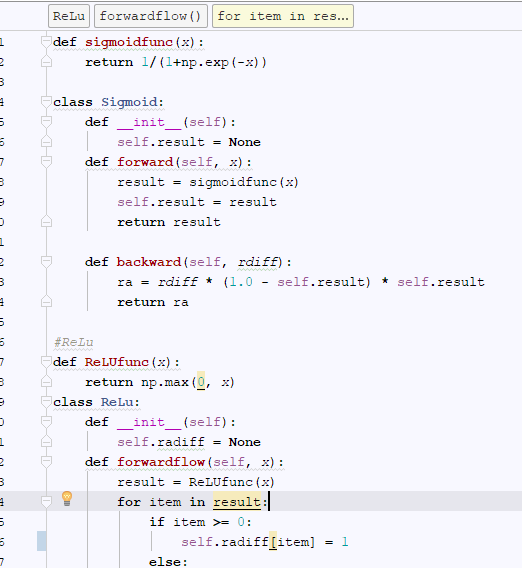 ReLu forwardflow() for item in res...
1 def sigmoidfunc(x):
2 return 1/(1+np.exp(-x))
3
4 class Sigmoid:
5 def __init__(self):
6 self.result = None
7 def forward(self, x):
8 result = sigmoidfunc(x)
9 self.result = result
0 return result
1
2 def backward(self, rdiff):
3 ra = rdiff * (1.0 - self.result) * self.result
4 return ra
5
6 #ReLu
7 def ReLUfunc(x):
8 return np.max(0, x)
9 class ReLu:
0 def __init__(self):
1 self.radiff = None
2 def forwardflow(self, x):
3 result = ReLUfunc(x)
4 for item in result:
5 if item >= 0:
6 self.radiff[item] = 1
7 else: